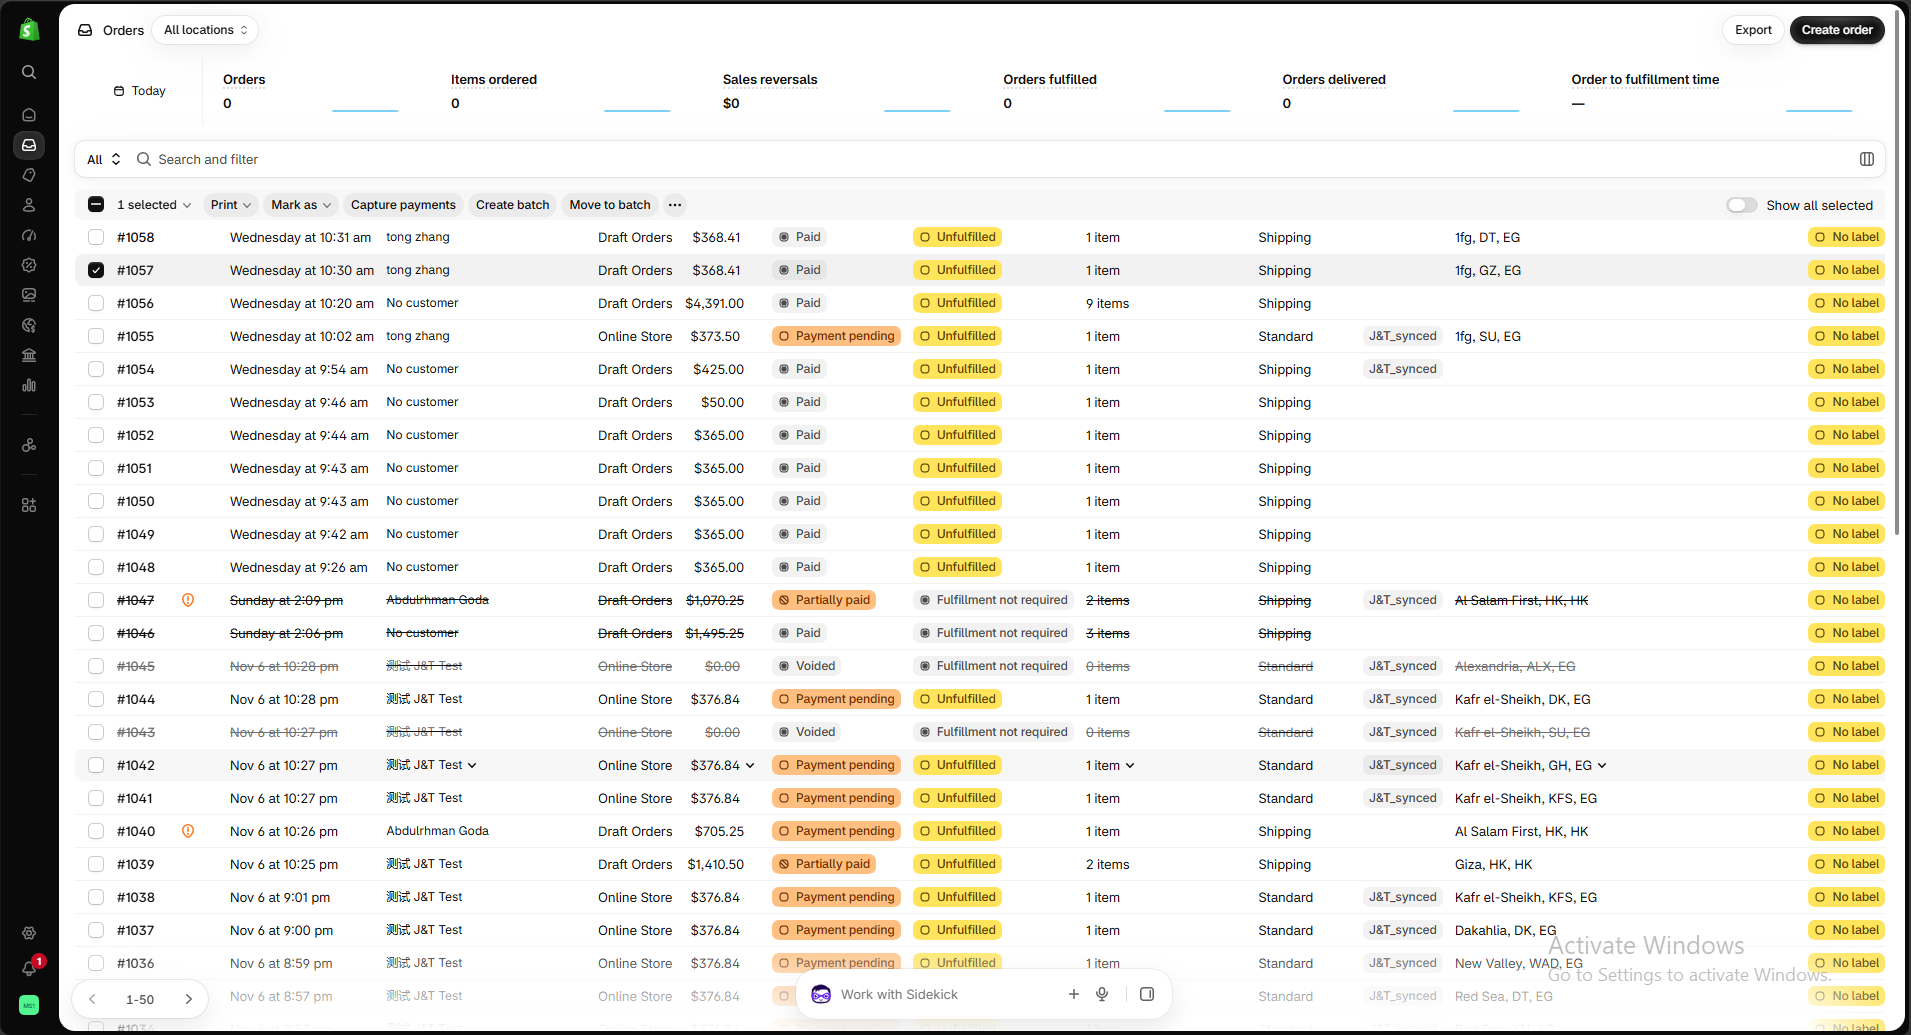 Orders All locations Export Create order
Today
Orders Items ordered Sales reversals Orders fulfilled Orders delivered Order to fulfillment time
0 0 $0 0 0 —
All Search and filter
1 selected Print Mark as Capture payments Create batch Move to batch ... Show all selected
#1058 Wednesday at 10:31 am tong zhang Draft Orders $368.41 Paid Unfulfilled 1 item Shipping 1fg, DT, EG No label
#1057 Wednesday at 10:30 am tong zhang Draft Orders $368.41 Paid Unfulfilled 1 item Shipping 1fg, GZ, EG No label
#1056 Wednesday at 10:20 am No customer Draft Orders $4,391.00 Paid Unfulfilled 9 items Shipping No label
#1055 Wednesday at 10:02 am tong zhang Online Store $373.50 Payment pending Unfulfilled 1 item Standard J&T_synced 1fg, SU, EG No label
#1054 Wednesday at 9:54 am No customer Draft Orders $425.00 Paid Unfulfilled 1 item Shipping J&T_synced No label
#1053 Wednesday at 9:46 am No customer Draft Orders $50.00 Paid Unfulfilled 1 item Shipping No label
#1052 Wednesday at 9:44 am No customer Draft Orders $365.00 Paid Unfulfilled 1 item Shipping No label
#1051 Wednesday at 9:43 am No customer Draft Orders $365.00 Paid Unfulfilled 1 item Shipping No label
#1050 Wednesday at 9:43 am No customer Draft Orders $365.00 Paid Unfulfilled 1 item Shipping No label
#1049 Wednesday at 9:42 am No customer Draft Orders $365.00 Paid Unfulfilled 1 item Shipping No label
#1048 Wednesday at 9:26 am No customer Draft Orders $365.00 Paid Unfulfilled 1 item Shipping No label
#1047 Sunday at 2:09 pm Abdulrhman Goda Draft Orders $1,070.25 Partially paid Fulfillment not required 2 items Shipping J&T_synced Al Salam First, HK, HK No label
#1046 Sunday at 2:06 pm No customer Draft Orders $1,495.25 Paid Fulfillment not required 3 items Shipping No label
#1045 Nov 6 at 10:28 pm 测试 J&T Test Online Store $0.00 Voided Fulfillment not required 0 items Standard J&T_synced Alexandria, ALX, EG No label
#1044 Nov 6 at 10:28 pm 测试 J&T Test Online Store $376.84 Payment pending Unfulfilled 1 item Standard J&T_synced Kafr el-Sheikh, DK, EG No label
#1043 Nov 6 at 10:27 pm 测试 J&T Test Online Store $0.00 Voided Fulfillment not required 0 items Standard J&T_synced Kafr el-Sheikh, SU, EG No label
#1042 Nov 6 at 10:27 pm 测试 J&T Test Online Store $376.84 Payment pending Unfulfilled 1 item Standard J&T_synced Kafr el-Sheikh, GH, EG No label
#1041 Nov 6 at 10:27 pm 测试 J&T Test Online Store $376.84 Payment pending Unfulfilled 1 item Standard J&T_synced Kafr el-Sheikh, KFS, EG No label
#1040 Nov 6 at 10:26 pm Abdulrhman Goda Draft Orders $705.25 Payment pending Unfulfilled 1 item Shipping Al Salam First, HK, HK No label
#1039 Nov 6 at 10:25 pm 测试 J&T Test Draft Orders $1,410.50 Partially paid Unfulfilled 2 items Shipping Giza, HK, HK No label
#1038 Nov 6 at 9:01 pm 测试 J&T Test Online Store $376.84 Payment pending Unfulfilled 1 item Standard J&T_synced Kafr el-Sheikh, KFS, EG No label
#1037 Nov 6 at 9:00 pm 测试 J&T Test Online Store $376.84 Payment pending Unfulfilled 1 item Standard J&T_synced Dakahlia, DK, EG No label
Activate Windows
#1036 Nov 6 at 8:59 pm 测试 J&T Test Online Store $376.84 Payment pending Unfulfilled 1 item Standard J&T_synced New Valley, WAD, EG No label
Go to Settings to activate Windows.
1
Nov 6 at 8:57 pm 测试 J&T Test Online Store $376.84 Standard J&T_synced Red Sea, DT, EG No label
1-50 Work with Sidekick
MS1
#1034 No label